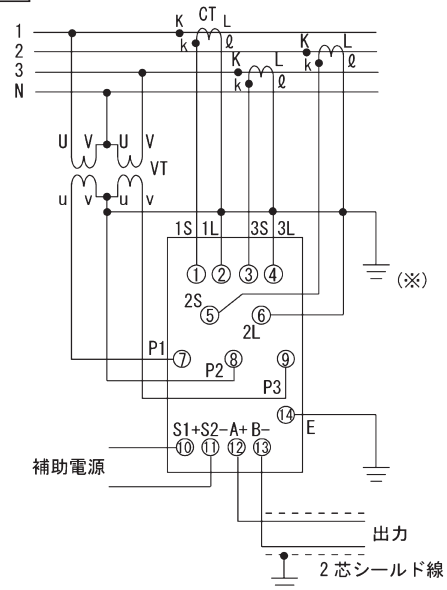 CT
K L
1
k ℓ
K L
2
k ℓ
K L
3
k ℓ
N
U V U V
VT
u v u v
1S 1L 3S 3L
① ② ③ ④
(※)
2S
⑤ ⑥
2L
P1 ⑦ ⑧ ⑨
P2
P3
⑭ E
S1+ S2− A+ B−
⑩ ⑪ ⑫ ⑬
補助電源
出力
2芯シールド線